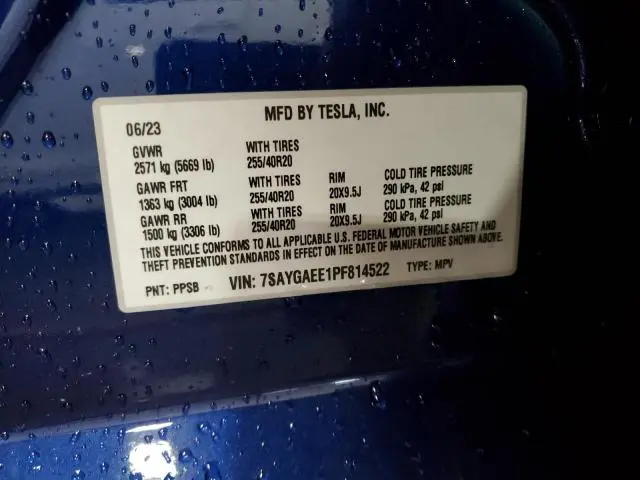 MFD BY TESLA, INC.
06/23
GVWR WITH TIRES
2571 kg (5669 lb) 255/40R20
GAWR FRT WITH TIRES RIM COLD TIRE PRESSURE
1363 kg (3004 lb) 255/40R20 20X9.5J 290 kPa, 42 psi
GAWR RR WITH TIRES RIM COLD TIRE PRESSURE
1500 kg (3306 lb) 255/40R20 20X9.5J 290 kPa, 42 psi
THIS VEHICLE CONFORMS TO ALL APPLICABLE U.S. FEDERAL MOTOR VEHICLE SAFETY AND
THEFT PREVENTION STANDARDS IN EFFECT ON THE DATE OF MANUFACTURE SHOWN ABOVE.
PNT: PPSB VIN: 7SAYGAEE1PF814522 TYPE: MPV